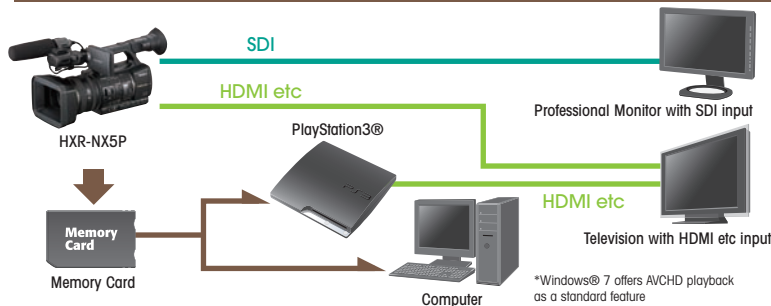 SDI
HDMI etc
Professional Monitor with SDI input
HXR-NX5P
PlayStation3®
HDMI etc
Memory
Card
Television with HDMI etc input
Memory Card
Computer
*Windows® 7 offers AVCHD playback
as a standard feature